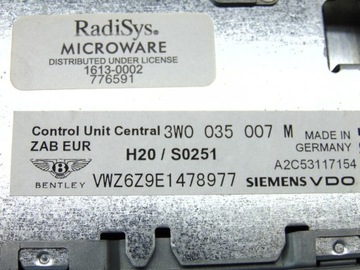 RadiSys®
MICROWARE
DISTRIBUTED UNDER LICENSE
1613-0002
776591
Control Unit Central 3W0 035 007 M MADE IN
ZAB EUR GERMANY
H20 / S0251 A2C53117154
B
BENTLEY VWZ6Z9E1478977 SIEMENS VDO